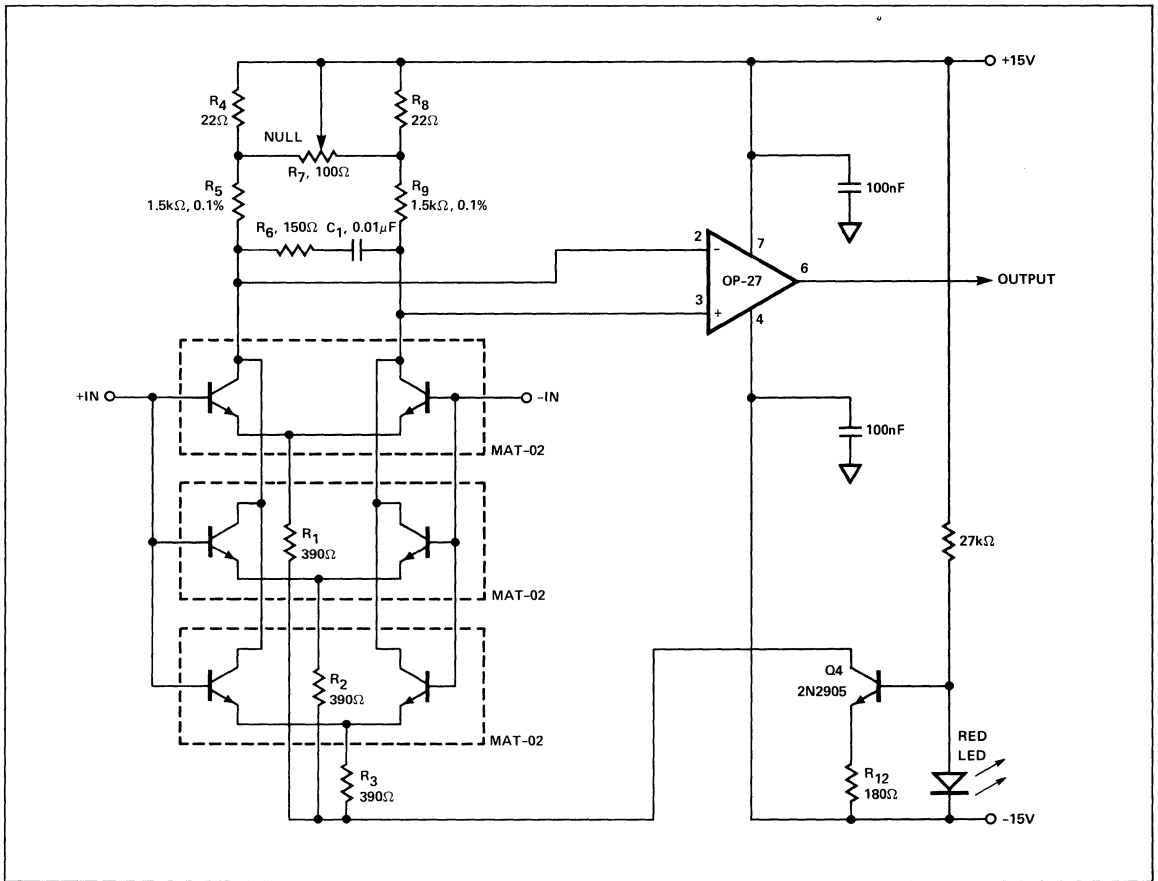 +15V
R4
22Ω
R8
22Ω
NULL
R7, 100Ω
R5
1.5kΩ, 0.1%
R9
1.5kΩ, 0.1%
100nF
R6, 150Ω
C1, 0.01μF
2
−
7
OP-27
6
OUTPUT
3
+
4
+IN
-IN
MAT-02
100nF
R1
390Ω
27kΩ
MAT-02
R2
390Ω
Q4
2N2905
MAT-02
RED
LED
R3
390Ω
R12
180Ω
-15V